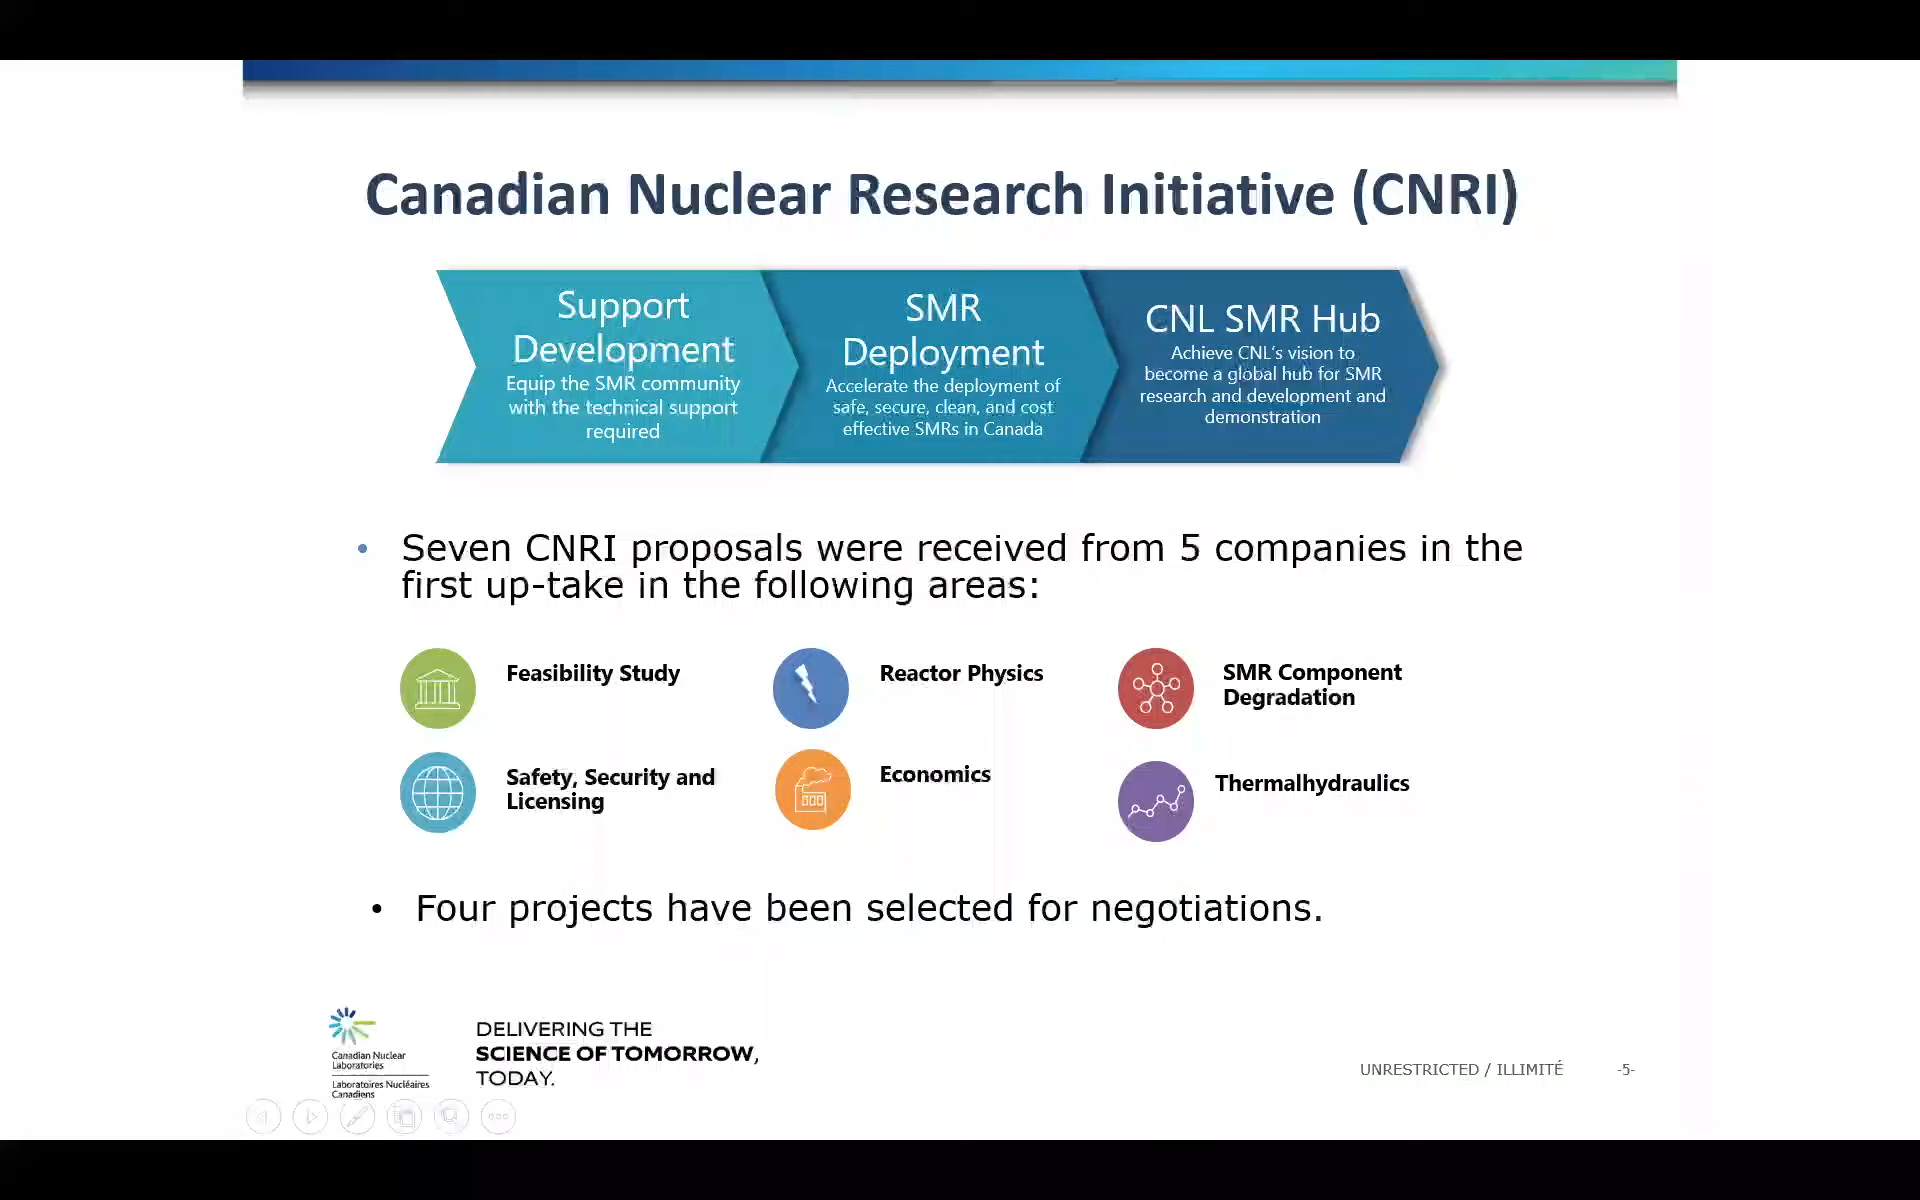 Canadian Nuclear Research Initiative (CNRI)
Support
Development
Equip the SMR community
with the technical support
required
SMR
Deployment
Accelerate the deployment of
safe, secure, clean, and cost
effective SMRs in Canada
CNL SMR Hub
Achieve CNL's vision to
become a global hub for SMR
research and development and
demonstration
• Seven CNRI proposals were received from 5 companies in the
first up-take in the following areas:
Feasibility Study
Reactor Physics
SMR Component
Degradation
Safety, Security and
Licensing
Economics
Thermalhydraulics
• Four projects have been selected for negotiations.
Canadian Nuclear
Laboratories
Laboratoires Nucléaires
Canadiens
DELIVERING THE
SCIENCE OF TOMORROW,
TODAY.
UNRESTRICTED / ILLIMITÉ
-5-